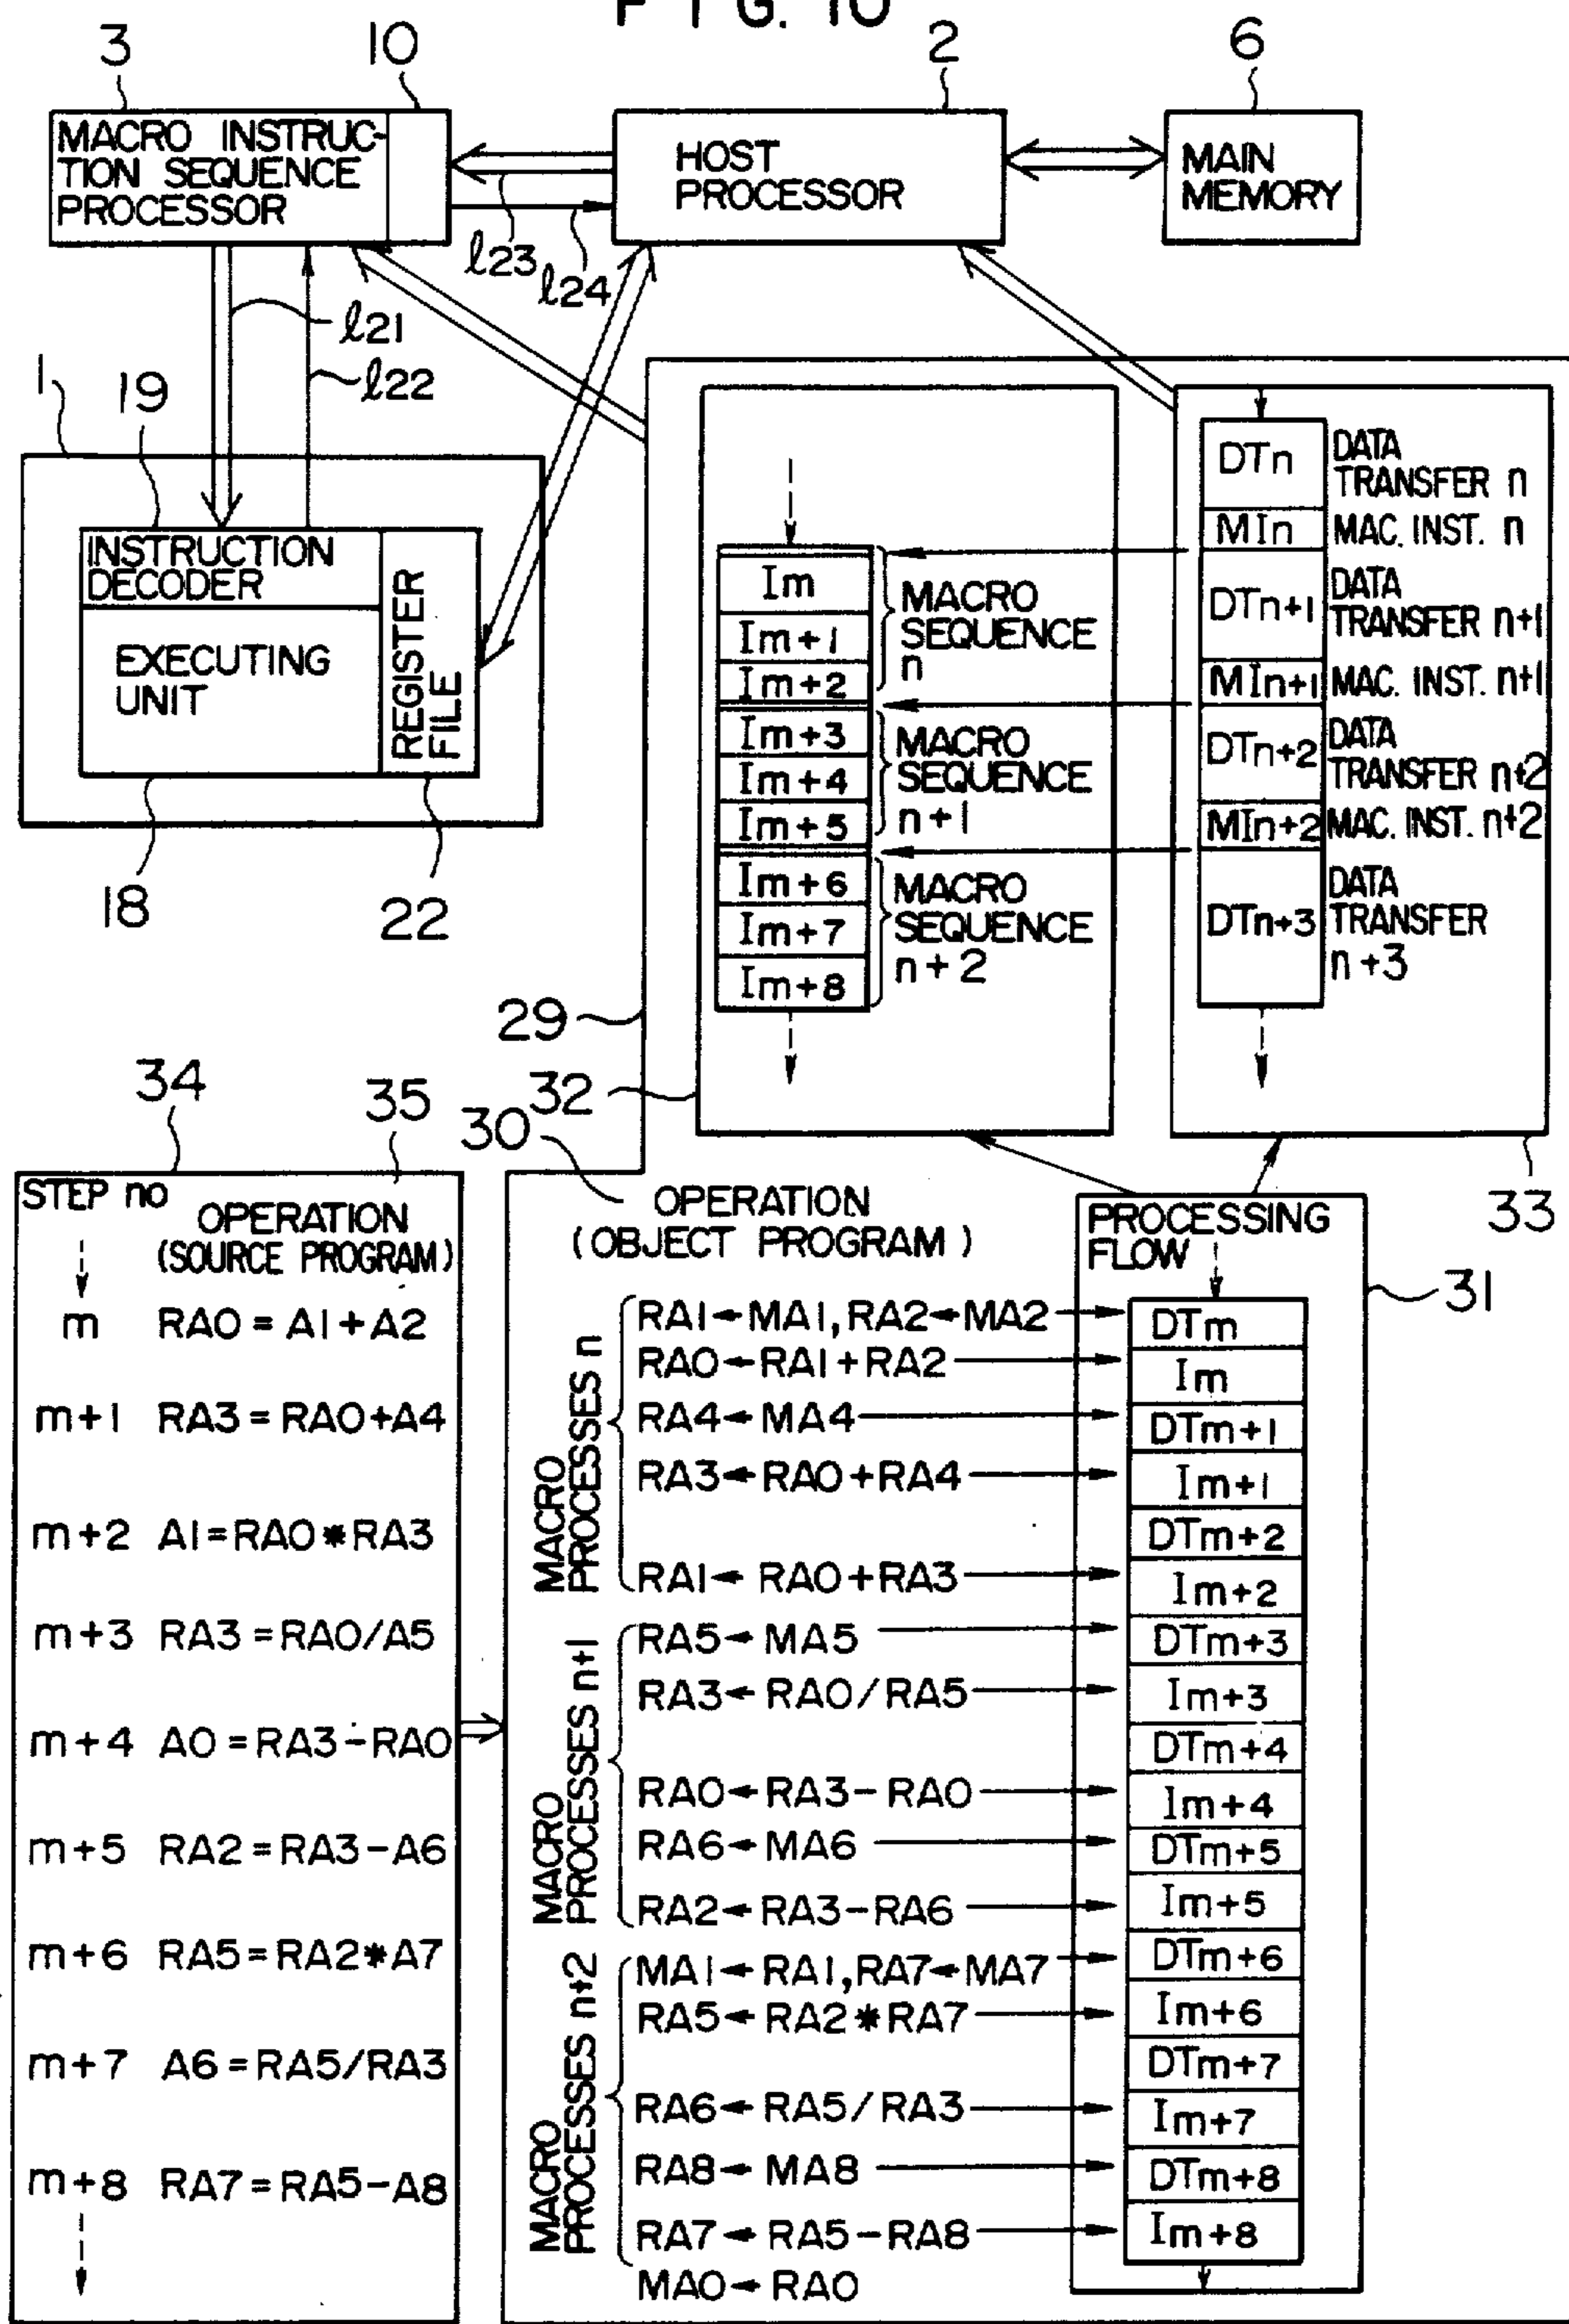 FIG. 10
3
10
2
6
MACRO INSTRUC-
TION SEQUENCE
PROCESSOR
HOST
PROCESSOR
MAIN
MEMORY
ℓ23
ℓ24
ℓ21
ℓ22
1
19
INSTRUCTION
DECODER
EXECUTING
UNIT
REGISTER
FILE
18
22
Im
Im+1
Im+2
Im+3
Im+4
Im+5
Im+6
Im+7
Im+8
MACRO
SEQUENCE
n
MACRO
SEQUENCE
n+1
MACRO
SEQUENCE
n+2
DTn
MIn
DTn+1
MIn+1
DTn+2
MIn+2
DTn+3
DATA
TRANSFER n
MAC. INST. n
DATA
TRANSFER n+1
MAC. INST. n+1
DATA
TRANSFER n+2
MAC. INST. n+2
DATA
TRANSFER
n+3
29
32
30
33
31
34
35
STEP no
OPERATION
(SOURCE PROGRAM)
m RA0 = A1+A2
m+1 RA3 = RA0+A4
m+2 A1=RA0*RA3
m+3 RA3 = RA0/A5
m+4 A0 = RA3-RA0
m+5 RA2 = RA3-A6
m+6 RA5=RA2*A7
m+7 A6 = RA5/RA3
m+8 RA7 = RA5-A8
OPERATION
(OBJECT PROGRAM)
MACRO
PROCESSES n
RA1←MA1,RA2←MA2
RA0←RA1+RA2
RA4←MA4
RA3←RA0+RA4
RA1← RA0+RA3
MACRO
PROCESSES n+1
RA5← MA5
RA3← RA0/RA5
RA0← RA3-RA0
RA6← MA6
RA2← RA3-RA6
MACRO
PROCESSES n+2
MA1← RA1,RA7←MA7
RA5← RA2*RA7
RA6← RA5/RA3
RA8← MA8
RA7← RA5-RA8
MA0← RA0
PROCESSING
FLOW
DTm
Im
DTm+1
Im+1
DTm+2
Im+2
DTm+3
Im+3
DTm+4
Im+4
DTm+5
Im+5
DTm+6
Im+6
DTm+7
Im+7
DTm+8
Im+8